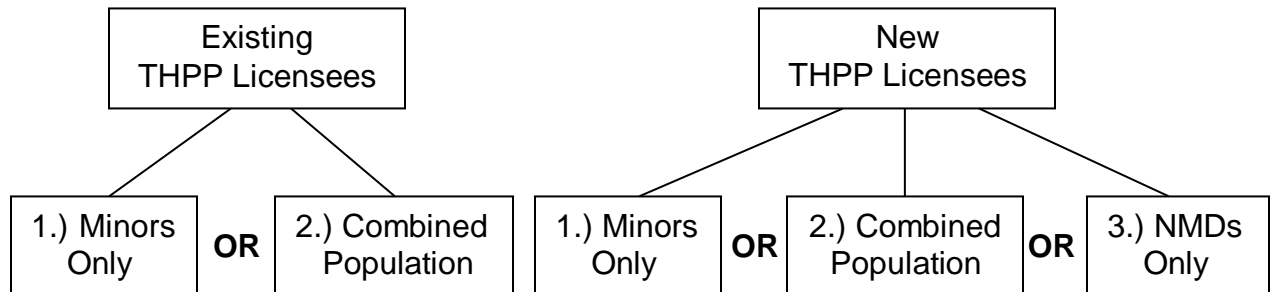 Existing
THPP Licensees
New
THPP Licensees
1.) Minors
Only
OR
2.) Combined
Population
1.) Minors
Only
OR
2.) Combined
Population
OR
3.) NMDs
Only